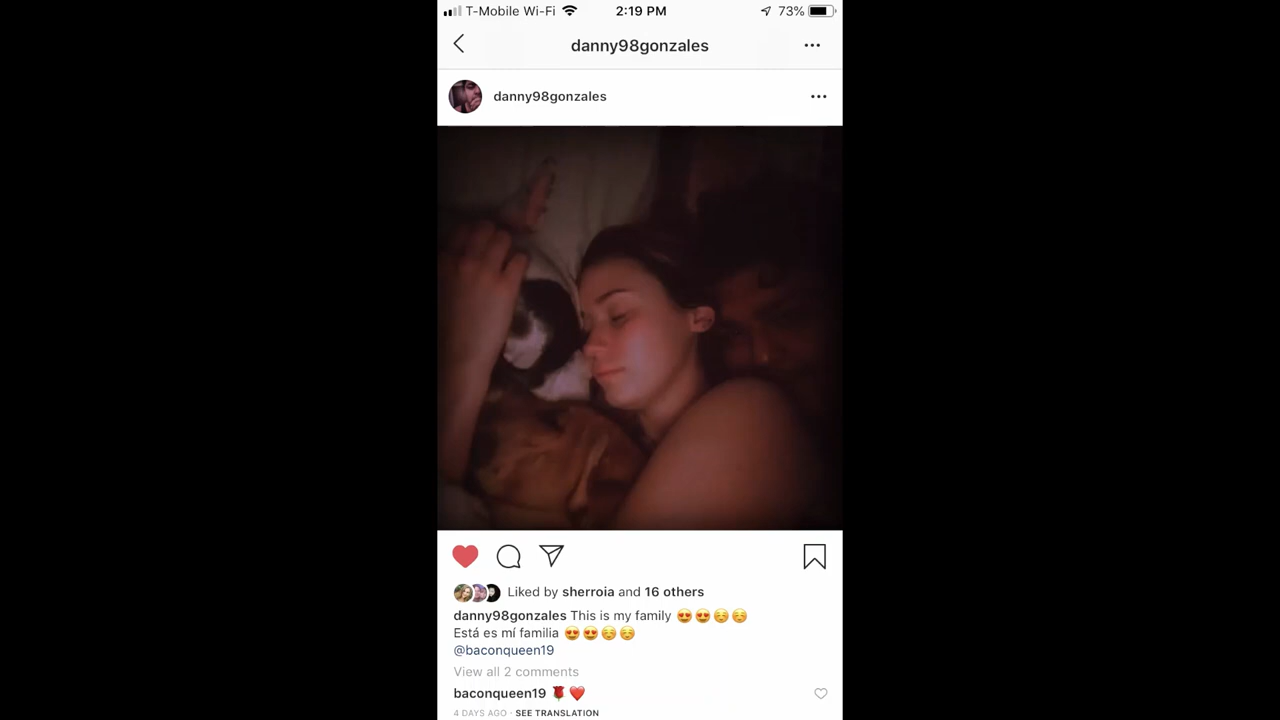 T-Mobile Wi-Fi 2:19 PM 73%
danny98gonzales
danny98gonzales
Liked by sherroia and 16 others
danny98gonzales This is my family 😍😍☺️☺️
Está es mí familia 😍😍☺️☺️
@baconqueen19
View all 2 comments
baconqueen19 🌹❤️
4 DAYS AGO · SEE TRANSLATION